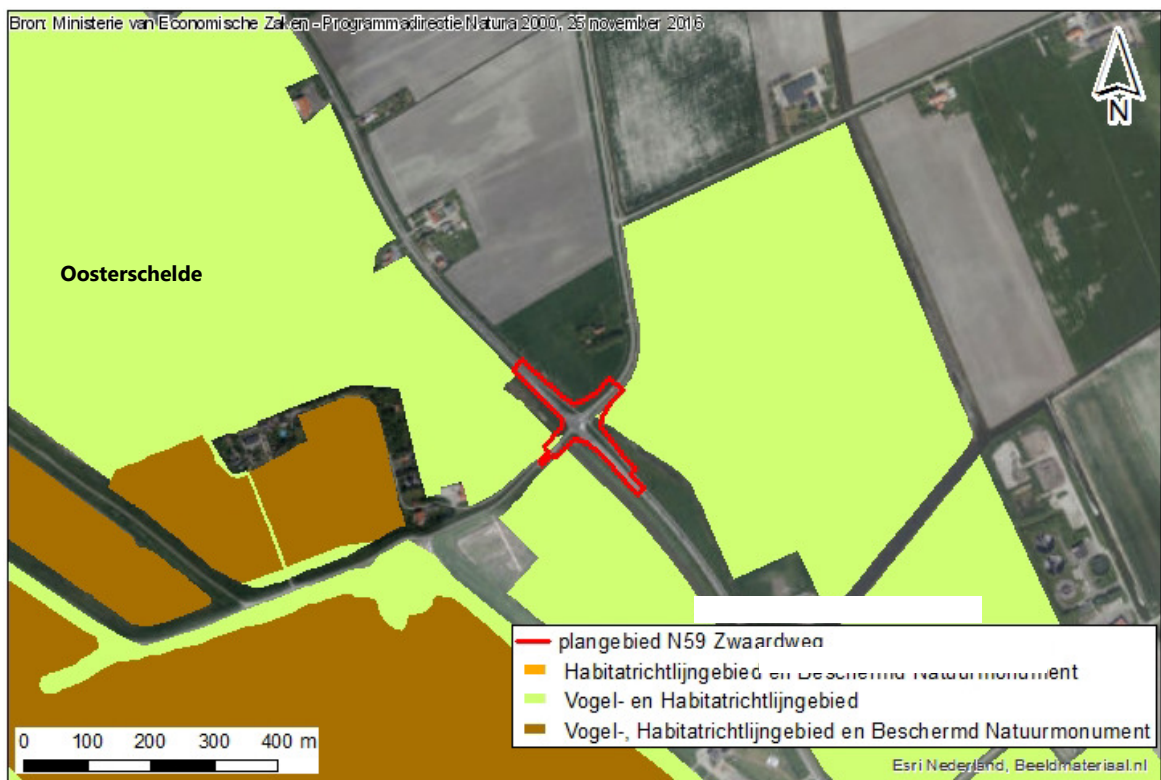 Bron: Ministerie van Economische Zaken - Programmadirectie Natura 2000, 25 november 2016
N
Oosterschelde
plangebied N59 Zwaardweg
Habitatrichtlijngebied en Beschermd Natuurmonument
Vogel- en Habitatrichtlijngebied
Vogel-, Habitatrichtlijngebied en Beschermd Natuurmonument
0 100 200 300 400 m
Esri Nederland, Beeldmateriaal.nl